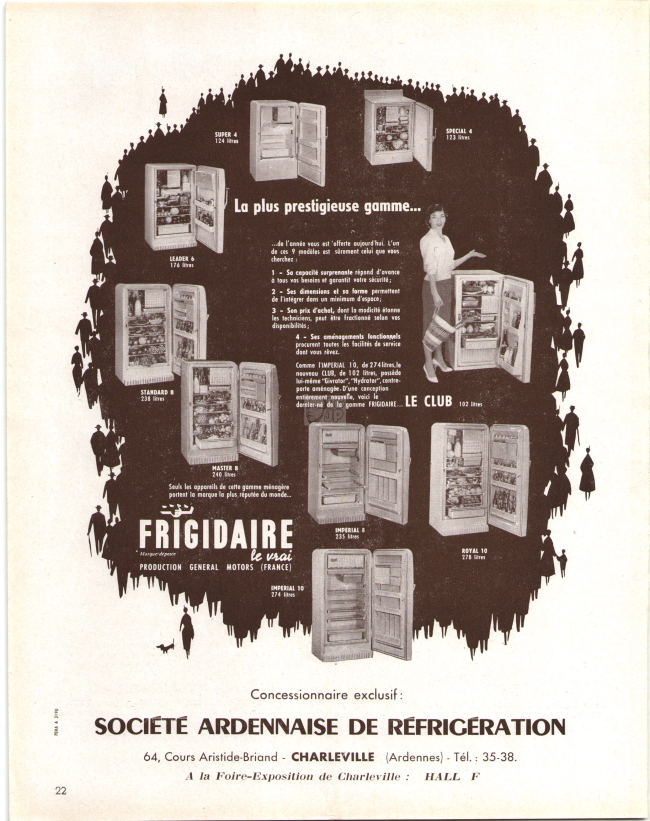 SUPER 4
124 litres
SPECIAL 4
123 litres
LEADER 6
176 litres
La plus prestigieuse gamme...
...de l'année vous est offerte aujourd'hui. L'un
de ces 9 modèles est sûrement celui que vous
cherchez :
1 - Sa capacité surprenante répond d'avance
à tous vos besoins et garantit votre sécurité;
2 - Ses dimensions et sa forme permettent
de l'intégrer dans un minimum d'espace;
3 - Son prix d'achat, dont la modicité étonne
les techniciens, peut être fractionné selon vos
disponibilités;
4 - Ses aménagements fonctionnels
procurent toutes les facilités de service
dont vous rêvez.
Comme l'IMPERIAL 10, de 274 litres, le
nouveau CLUB, de 102 litres, possède
lui-même "Givrator", "Hydrator", contre-
porte aménagée. D'une conception
entièrement nouvelle, voici le
dernier-né de la gamme FRIGIDAIRE...
LE CLUB 102 litres
STANDARD 8
238 litres
MASTER 8
240 litres
Seuls les appareils de cette gamme ménagère
portent la marque la plus réputée du monde...
FRIGIDAIRE
Marque déposée
le vrai
PRODUCTION GENERAL MOTORS (FRANCE)
IMPERIAL 8
235 litres
ROYAL 10
278 litres
IMPERIAL 10
274 litres
Concessionnaire exclusif :
SOCIÉTÉ ARDENNAISE DE RÉFRIGÉRATION
64, Cours Aristide-Briand - CHARLEVILLE (Ardennes) - Tél. : 35-38.
A la Foire-Exposition de Charleville : HALL F
22